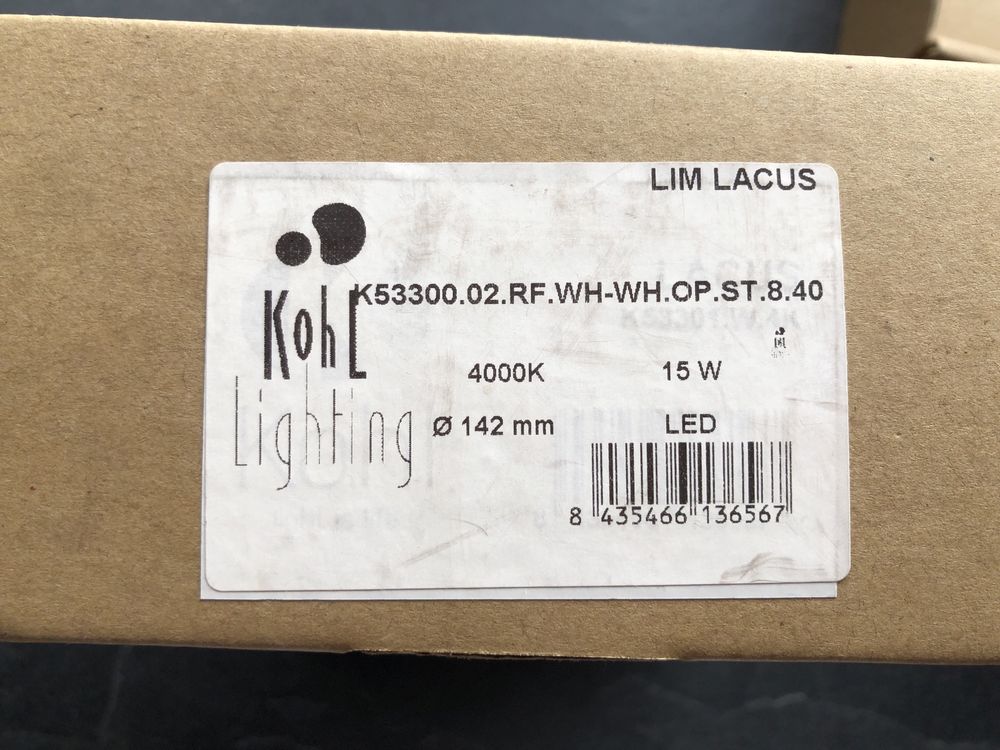 LIM LACUS
Kohl
Lighting
K53300.02.RF.WH-WH.OP.ST.8.40
4000K 15 W
Ø 142 mm LED
8 435466 136567